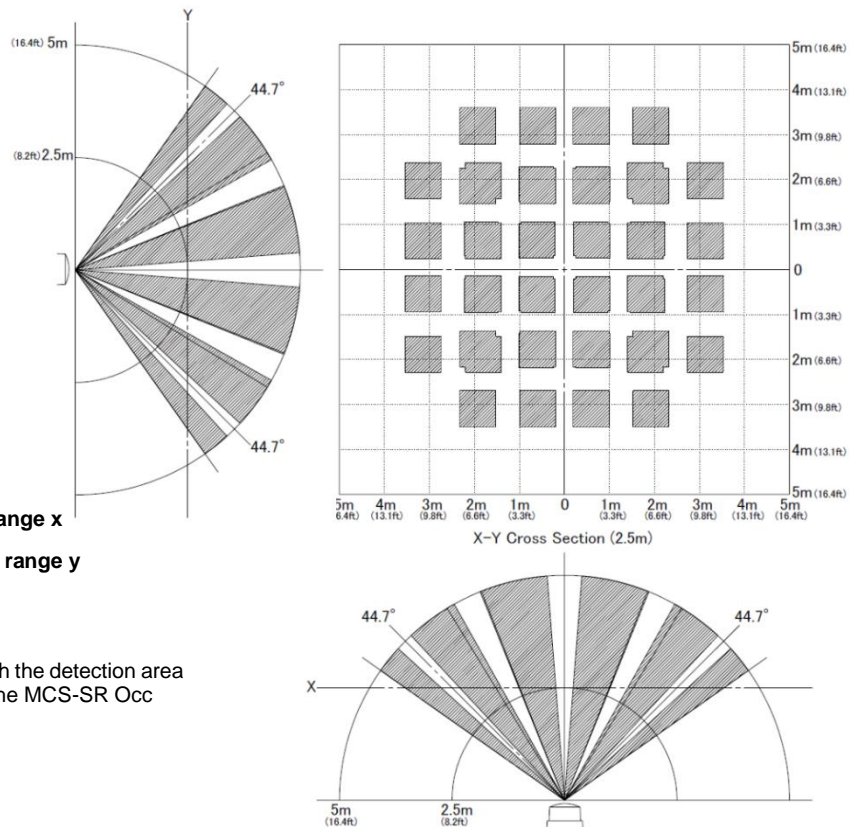 Y
(16.4ft) 5m
44.7°
(8.2ft) 2.5m
44.7°
5m (16.4ft)
4m (13.1ft)
3m (9.8ft)
2m (6.6ft)
1m (3.3ft)
0
1m (3.3ft)
2m (6.6ft)
3m (9.8ft)
4m (13.1ft)
5m (16.4ft)
5m 4m 3m 2m 1m 0 1m 2m 3m 4m 5m
6.4ft) (13.1ft) (9.8ft) (6.6ft) (3.3ft) (3.3ft) (6.6ft) (9.8ft) (13.1ft) (16.4ft)
X-Y Cross Section (2.5m)
ange x
range y
h the detection area
he MCS-SR Occ
44.7° 44.7°
X
5m 2.5m
(16.4ft) (8.2ft)